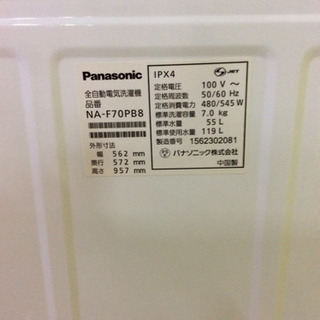 Panasonic
全自動電気洗濯機
品番
NA-F70PB8
外形寸法
幅 562 mm
奥行 572 mm
高さ 957 mm
IPX4
JET
定格電圧 100 V～
定格周波数 50/60 Hz
定格消費電力 480/545 W
標準洗濯容量 7.0 kg
標準水量 55 L
標準使用水量 119 L
製造番号 1562302081
パナソニック株式会社
中国製